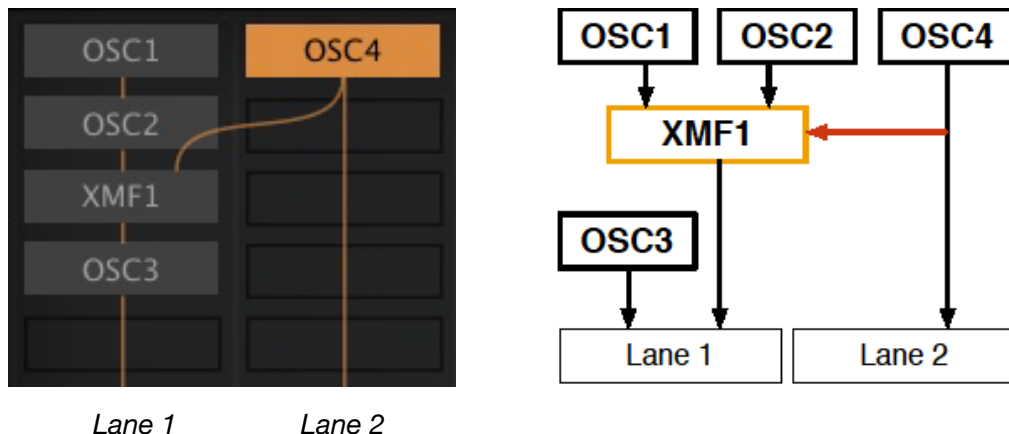 OSC1
OSC4
OSC2
XMF1
OSC3
Lane 1
Lane 2
OSC1
OSC2
OSC4
XMF1
OSC3
Lane 1
Lane 2